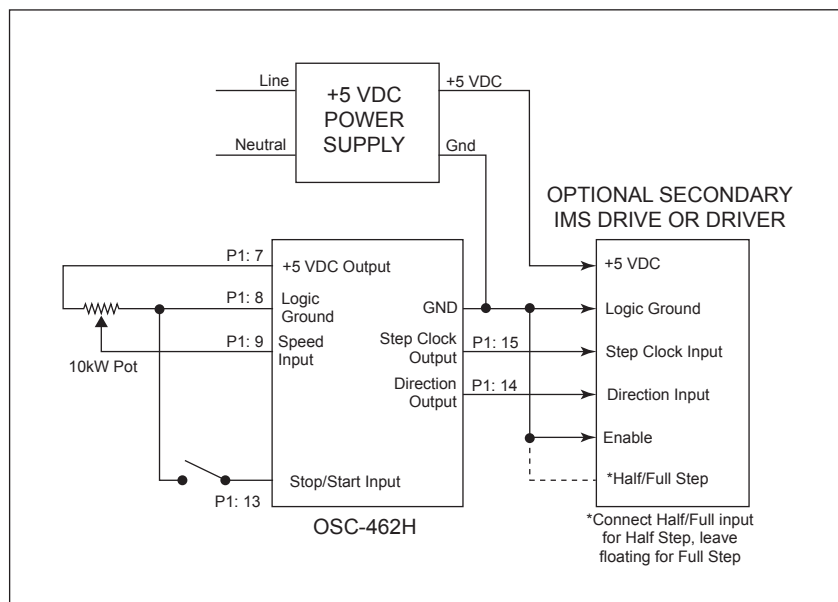 Line
Neutral
+5 VDC
POWER
SUPPLY
+5 VDC
Gnd
OPTIONAL SECONDARY
IMS DRIVE OR DRIVER
P1: 7
+5 VDC Output
P1: 8
Logic
Ground
P1: 9
Speed
Input
10kW Pot
GND
Step Clock
Output
P1: 15
Direction
Output
P1: 14
+5 VDC
Logic Ground
Step Clock Input
Direction Input
Enable
*Half/Full Step
P1: 13
Stop/Start Input
OSC-462H
*Connect Half/Full input
for Half Step, leave
floating for Full Step